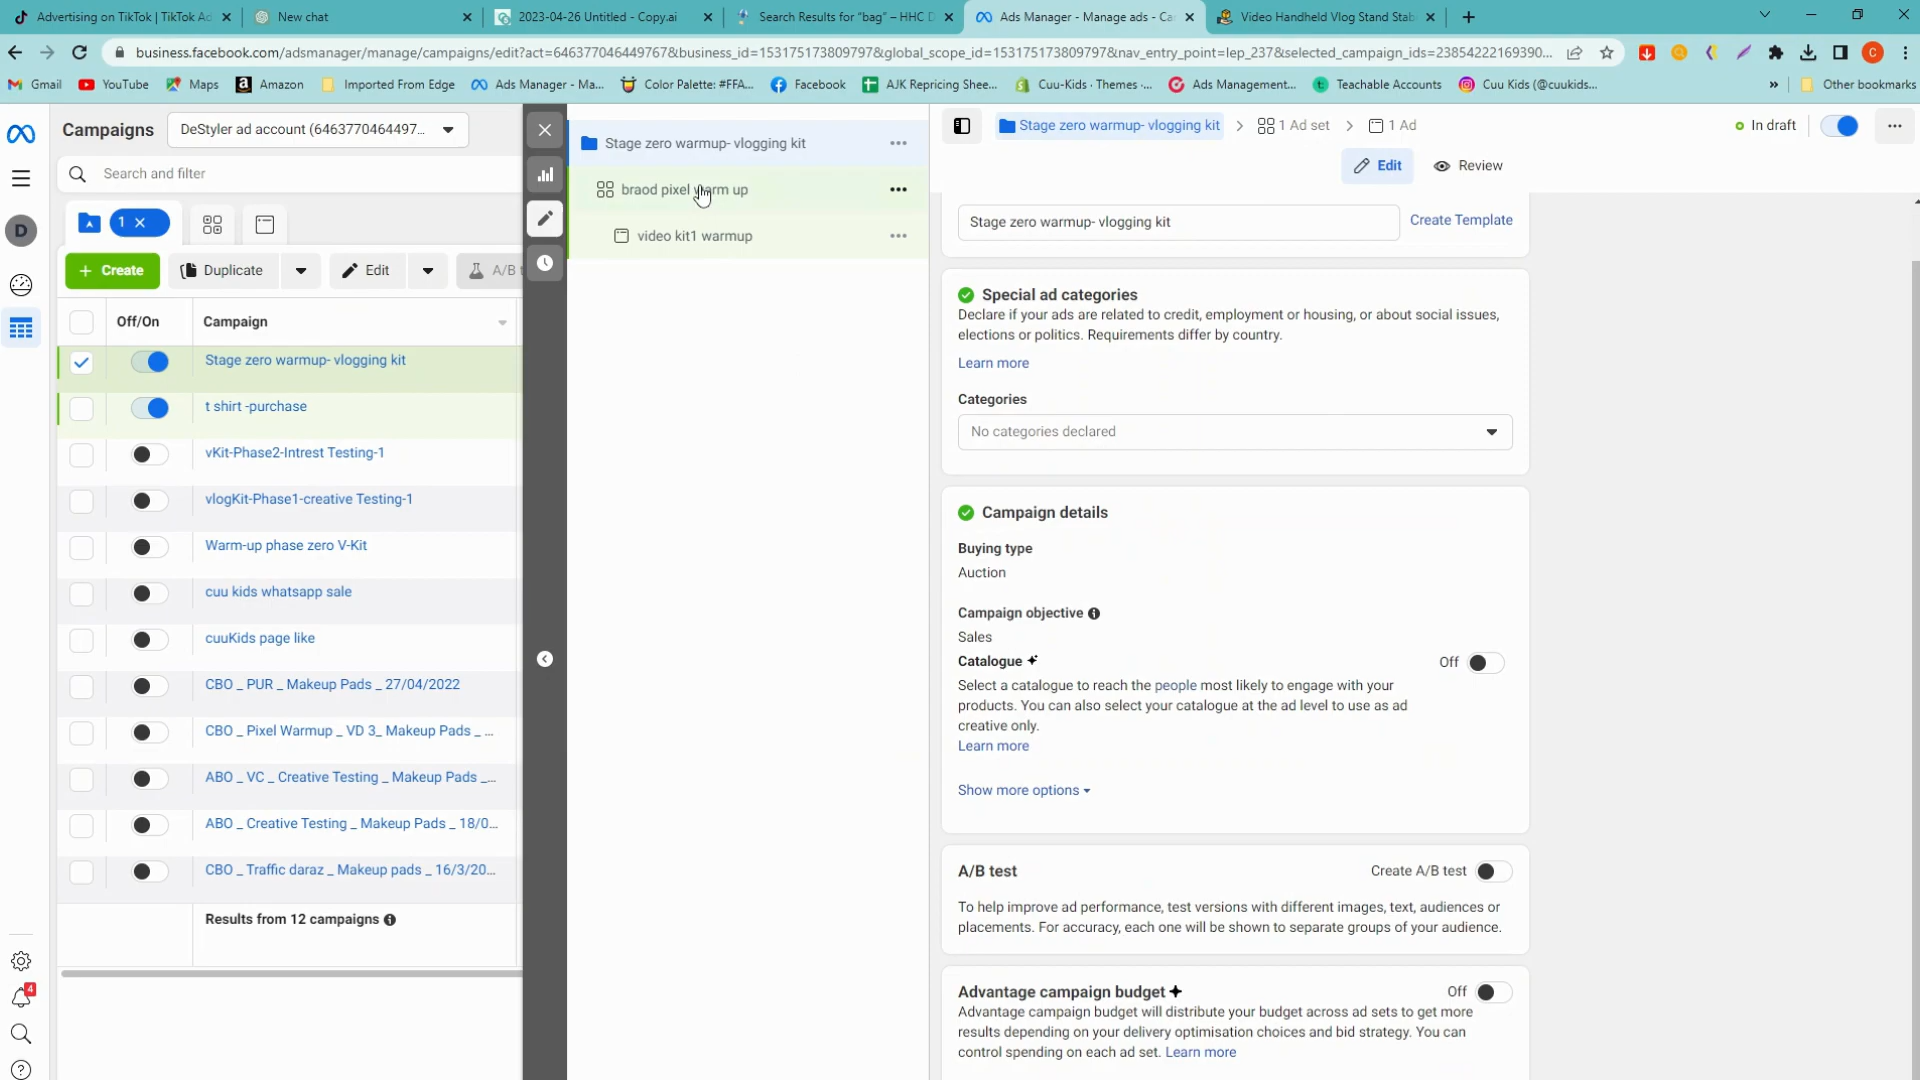 Advertising on TikTok | TikTok Ad
New chat
2023-04-26 Untitled - Copy.ai
Search Results for "bag" – HHC D
Ads Manager - Manage ads - Ca
Video Handheld Vlog Stand Stab
business.facebook.com/adsmanager/manage/campaigns/edit?act=646377046449767&business_id=153175173809797&global_scope_id=153175173809797&nav_entry_point=lep_237&selected_campaign_ids=23854222169390...
Gmail
YouTube
Maps
Amazon
Imported From Edge
Ads Manager - Ma...
Color Palette: #FFA...
Facebook
AJK Repricing Shee...
Cuu-Kids · Themes ·...
Ads Management...
Teachable Accounts
Cuu Kids (@cuukids...
»
Other bookmarks
Campaigns
DeStyler ad account (6463770464497...
Search and filter
1
Create
Duplicate
Edit
A/B t
Off/On
Campaign
Stage zero warmup- vlogging kit
t shirt -purchase
vKit-Phase2-Intrest Testing-1
vlogKit-Phase1-creative Testing-1
Warm-up phase zero V-Kit
cuu kids whatsapp sale
cuuKids page like
CBO _ PUR _ Makeup Pads _ 27/04/2022
CBO _ Pixel Warmup _ VD 3_ Makeup Pads _ ...
ABO _ VC _ Creative Testing _ Makeup Pads _...
ABO _ Creative Testing _ Makeup Pads _ 18/0...
CBO _ Traffic daraz _ Makeup pads _ 16/3/20...
Results from 12 campaigns
D
4
Stage zero warmup- vlogging kit
braod pixel warm up
video kit1 warmup
Stage zero warmup- vlogging kit
1 Ad set
1 Ad
In draft
Edit
Review
Stage zero warmup- vlogging kit
Create Template
Special ad categories
Declare if your ads are related to credit, employment or housing, or about social issues,
elections or politics. Requirements differ by country.
Learn more
Categories
No categories declared
Campaign details
Buying type
Auction
Campaign objective
Sales
Catalogue
Off
Select a catalogue to reach the people most likely to engage with your
products. You can also select your catalogue at the ad level to use as ad
creative only.
Learn more
Show more options
A/B test
Create A/B test
To help improve ad performance, test versions with different images, text, audiences or
placements. For accuracy, each one will be shown to separate groups of your audience.
Advantage campaign budget
Off
Advantage campaign budget will distribute your budget across ad sets to get more
results depending on your delivery optimisation choices and bid strategy. You can
control spending on each ad set. Learn more